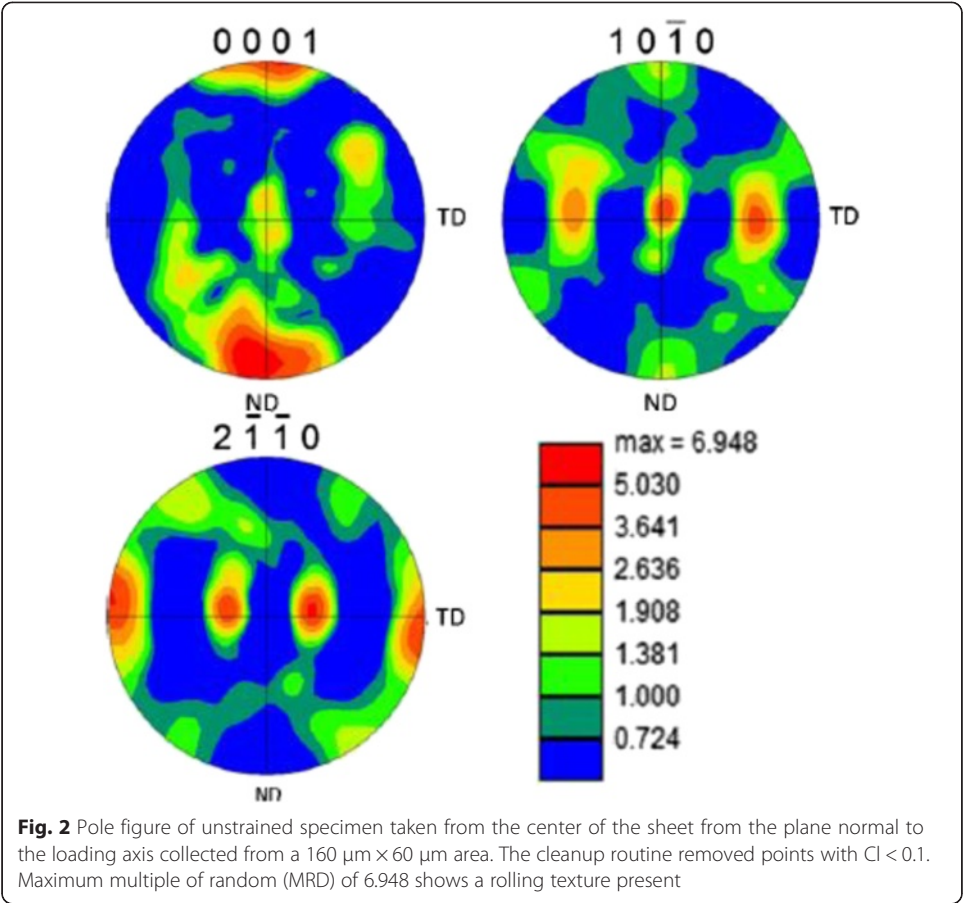 0 0 0 1
1 0 1̅ 0
TD
TD
ND
ND
2 1̅ 1̅ 0
max = 6.948
5.030
3.641
2.636
1.908
1.381
1.000
0.724
TD
ND
Fig. 2 Pole figure of unstrained specimen taken from the center of the sheet from the plane normal to
the loading axis collected from a 160 μm × 60 μm area. The cleanup routine removed points with CI < 0.1.
Maximum multiple of random (MRD) of 6.948 shows a rolling texture present